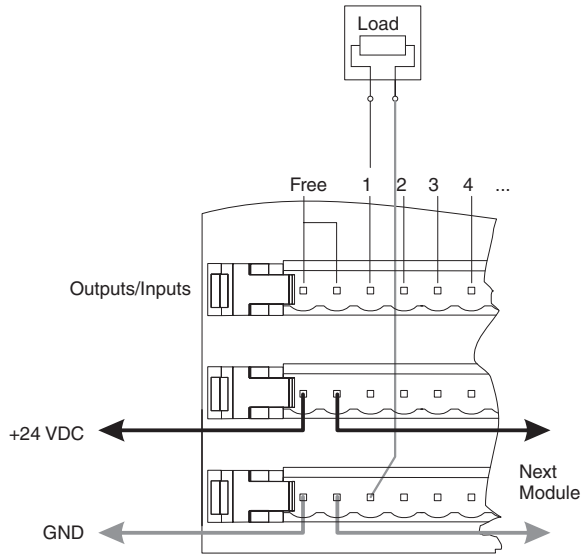 Load
Free 1 2 3 4 ...
Outputs/Inputs
+24 VDC
Next
Module
GND